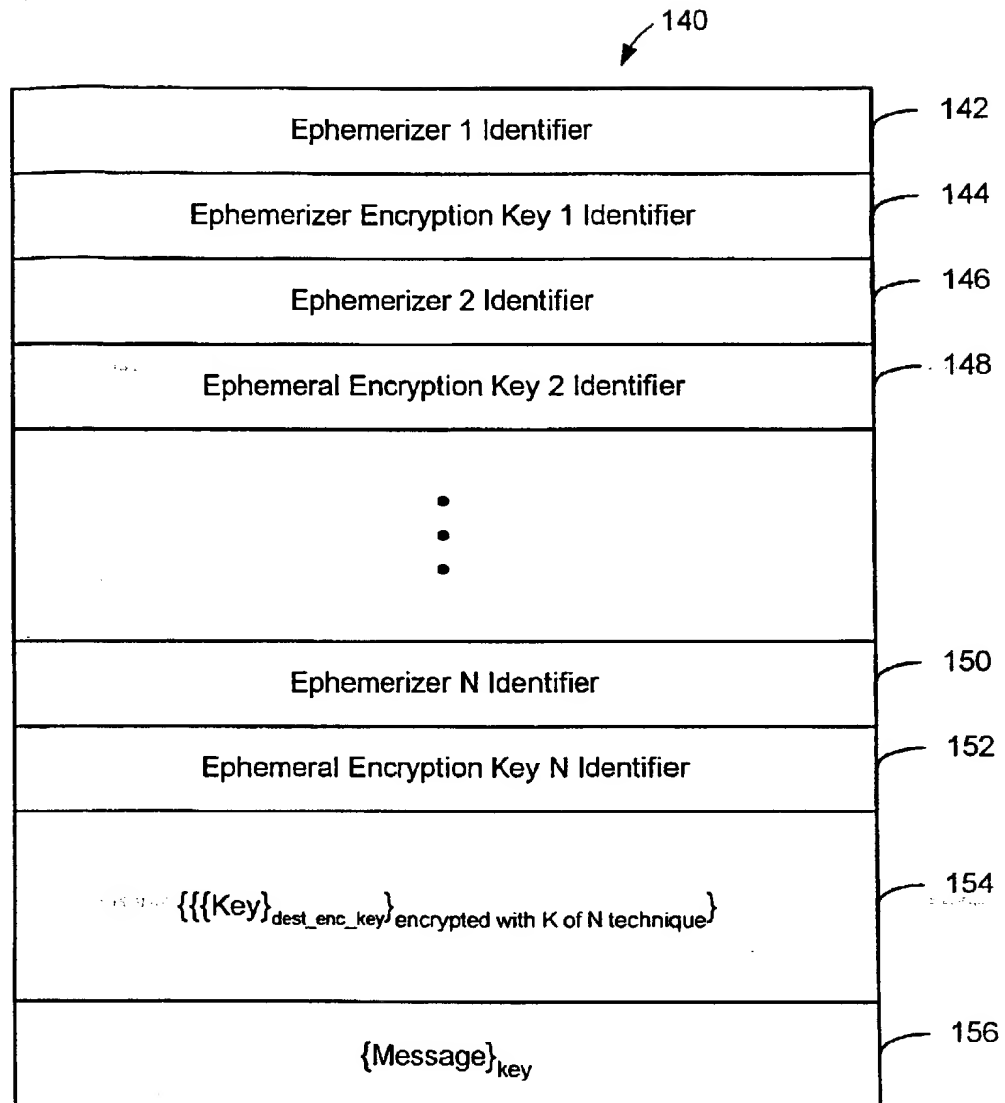 140
Ephemerizer 1 Identifier
142
Ephemerizer Encryption Key 1 Identifier
144
Ephemerizer 2 Identifier
146
Ephemeral Encryption Key 2 Identifier
148
Ephemerizer N Identifier
150
Ephemeral Encryption Key N Identifier
152
{{{Key}dest_enc_key}encrypted with K of N technique}
154
{Message}key
156